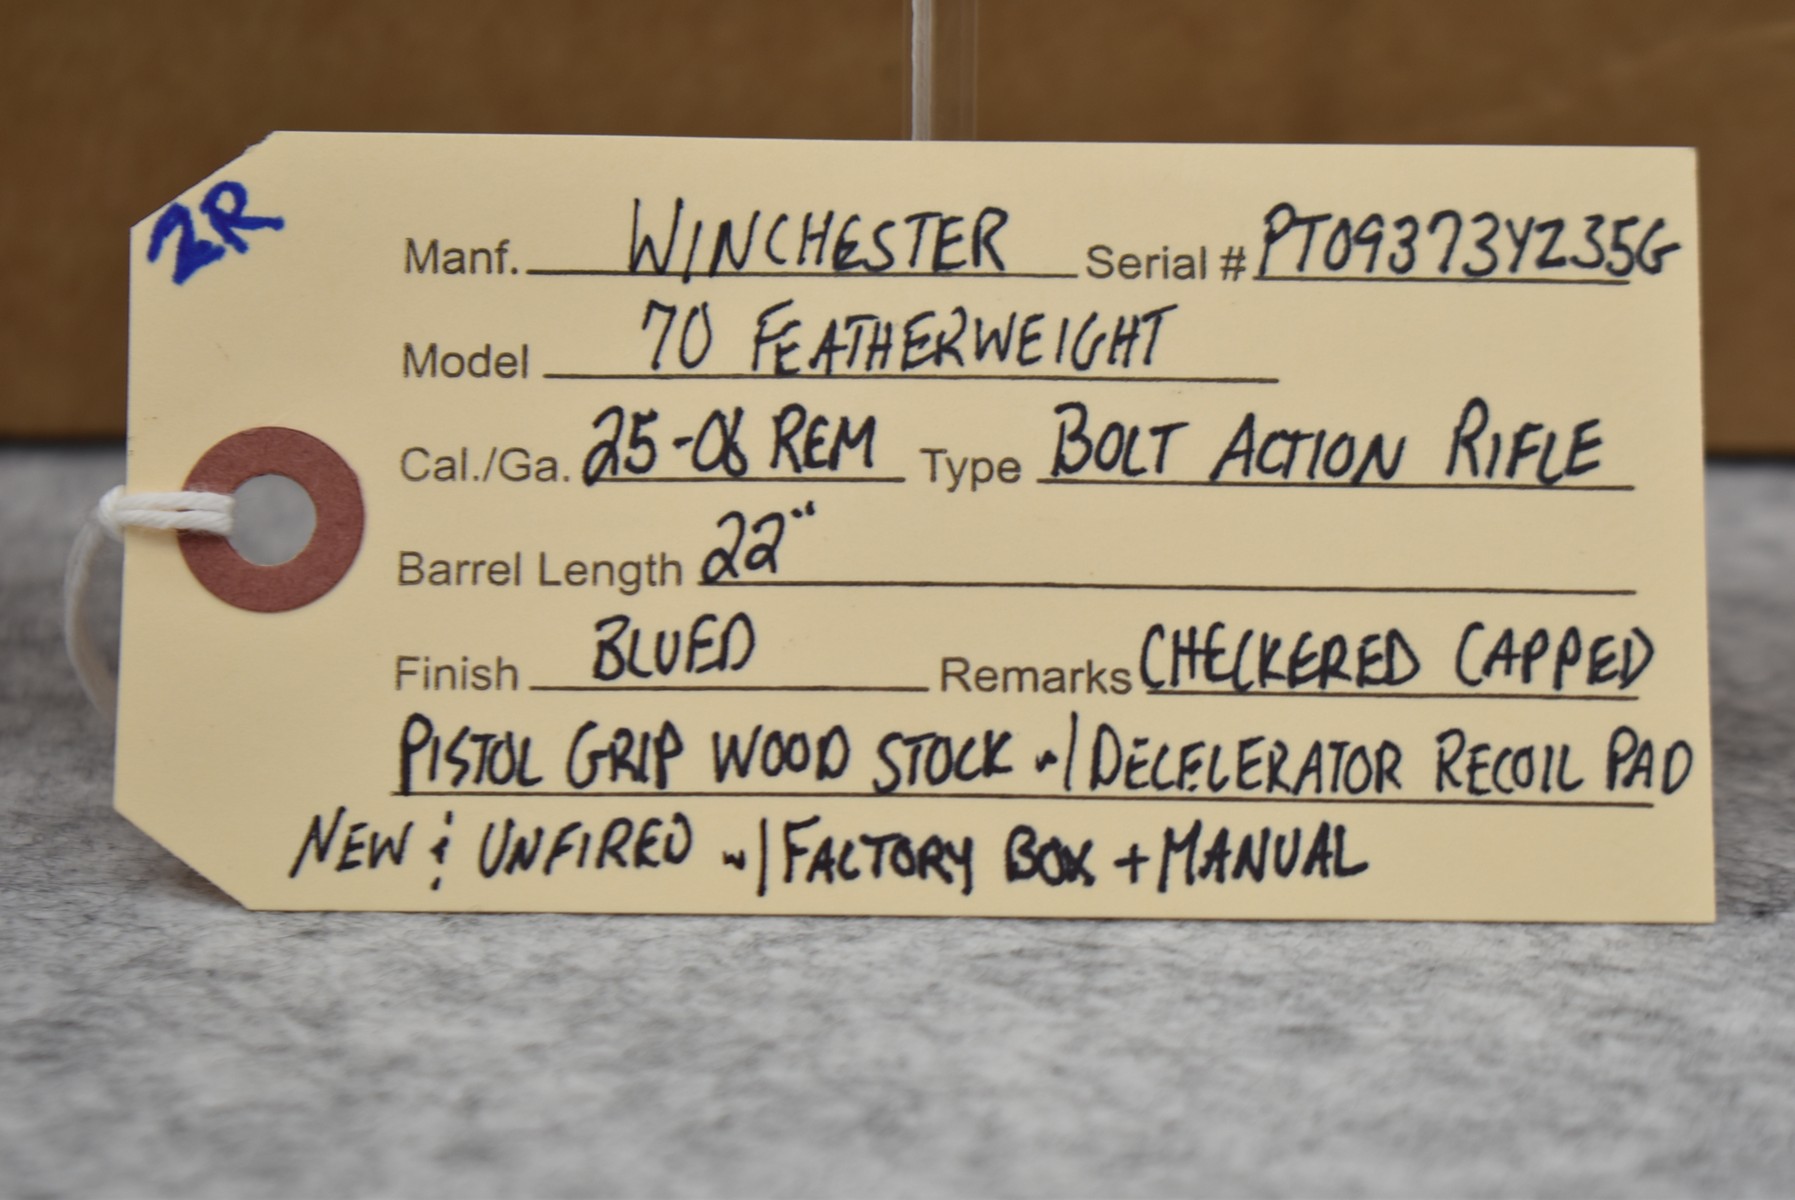 2R
Manf. WINCHESTER Serial # PT09373YZ35G
Model 70 FEATHERWEIGHT
Cal./Ga. 25-06 REM Type BOLT ACTION RIFLE
Barrel Length 22"
Finish BLUED Remarks CHECKERED CAPPED
PISTOL GRIP WOOD STOCK w/ DECELERATOR RECOIL PAD
NEW & UNFIRED w/ FACTORY BOX + MANUAL